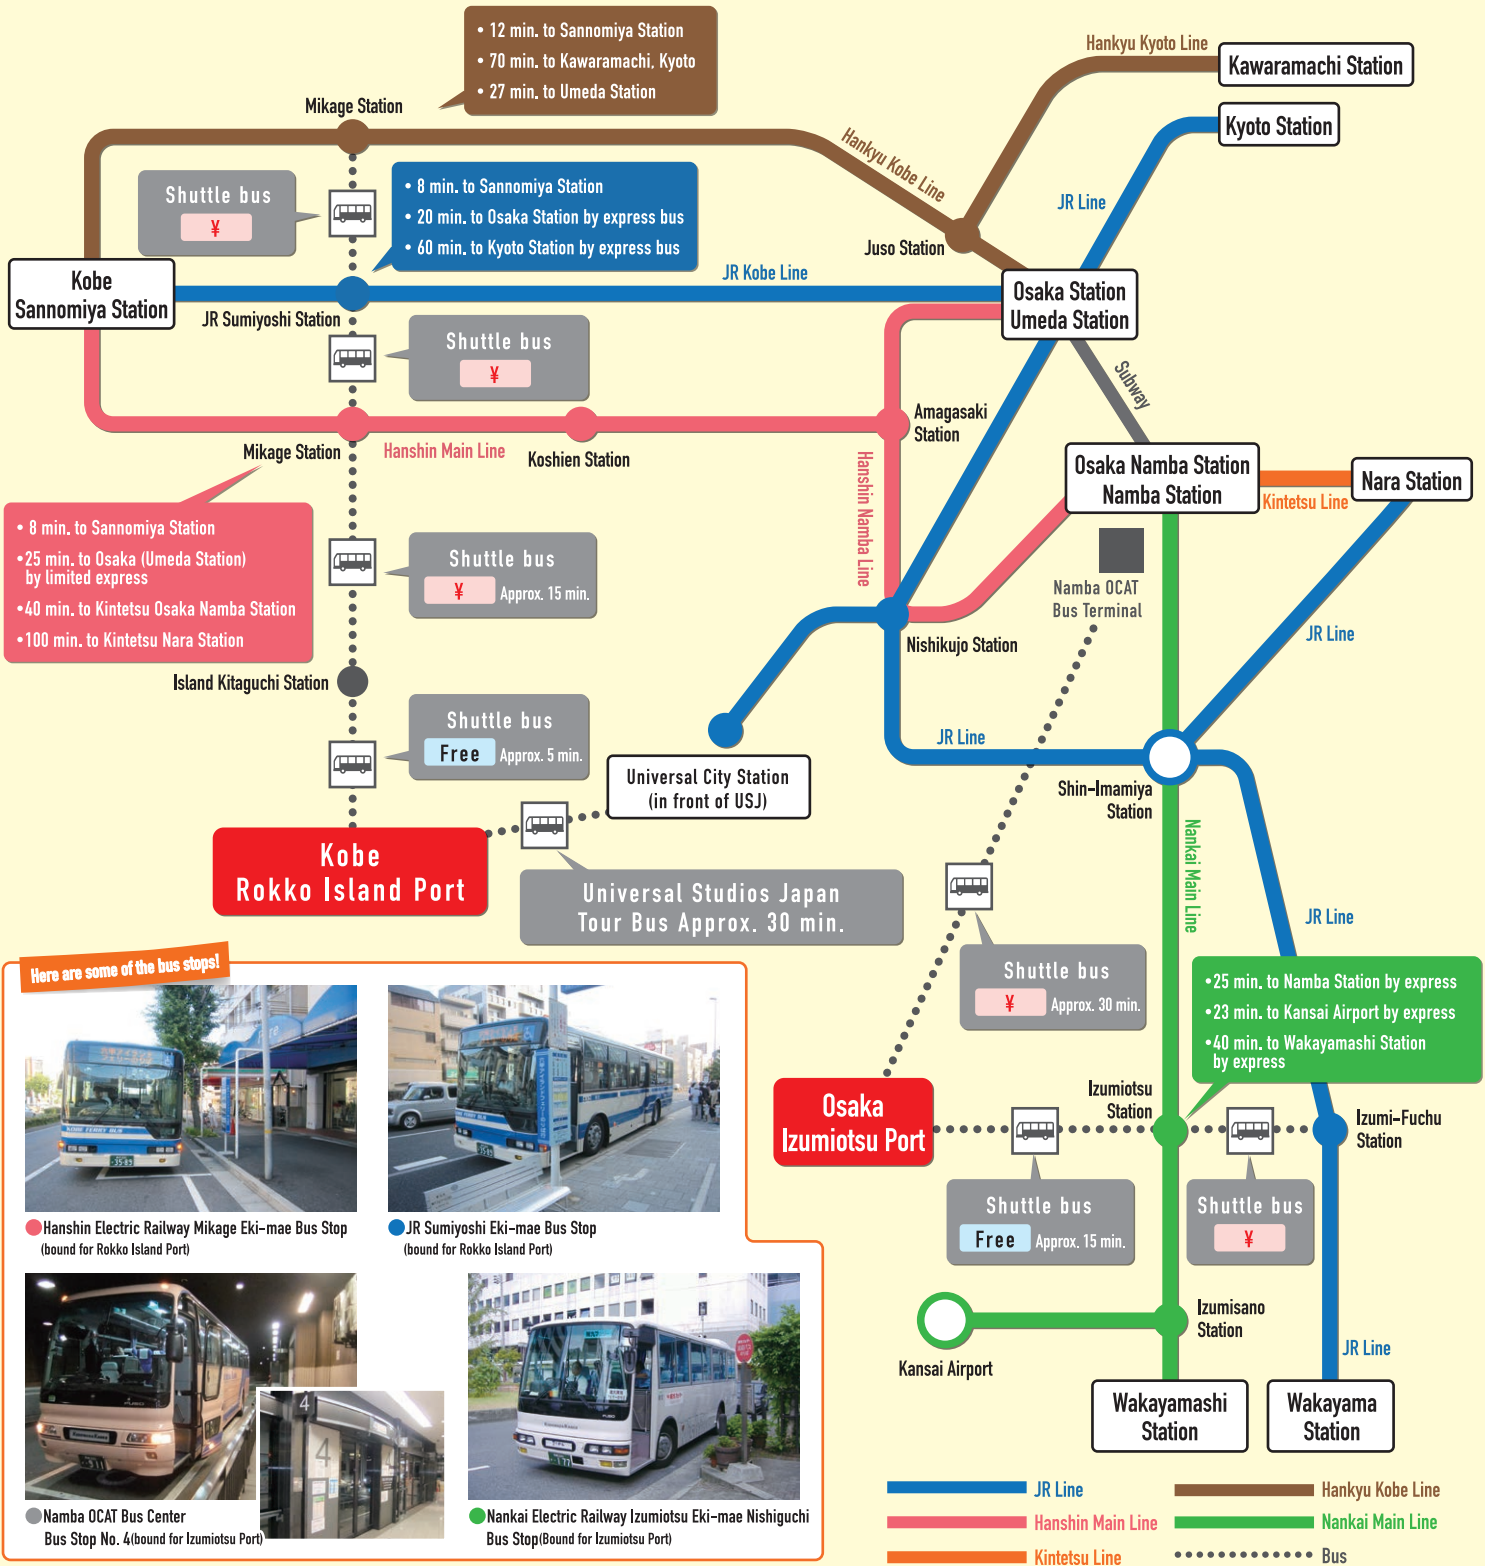 • 12 min. to Sannomiya Station
• 70 min. to Kawaramachi, Kyoto
• 27 min. to Umeda Station
Hankyu Kyoto Line
Kawaramachi Station
Mikage Station
Kyoto Station
Hankyu Kobe Line
Shuttle bus
¥
• 8 min. to Sannomiya Station
• 20 min. to Osaka Station by express bus
• 60 min. to Kyoto Station by express bus
JR Line
Juso Station
Kobe
Sannomiya Station
JR Kobe Line
Osaka Station
Umeda Station
JR Sumiyoshi Station
Shuttle bus
¥
Subway
Amagasaki
Station
Mikage Station
Hanshin Main Line
Koshien Station
Osaka Namba Station
Namba Station
Kintetsu Line
Nara Station
Hanshin Namba Line
• 8 min. to Sannomiya Station
•25 min. to Osaka (Umeda Station)
by limited express
•40 min. to Kintetsu Osaka Namba Station
•100 min. to Kintetsu Nara Station
Shuttle bus
¥ Approx. 15 min.
Namba OCAT
Bus Terminal
Nishikujo Station
JR Line
Island Kitaguchi Station
Shuttle bus
Free Approx. 5 min.
JR Line
Universal City Station
(in front of USJ)
Shin-Imamiya
Station
Kobe
Rokko Island Port
Universal Studios Japan
Tour Bus Approx. 30 min.
Nankai Main Line
JR Line
Shuttle bus
¥ Approx. 30 min.
•25 min. to Namba Station by express
•23 min. to Kansai Airport by express
•40 min. to Wakayamashi Station
by express
Osaka
Izumiotsu Port
Izumiotsu
Station
Izumi-Fuchu
Station
Shuttle bus
Free Approx. 15 min.
Shuttle bus
¥
Izumisano
Station
Kansai Airport
JR Line
Wakayamashi
Station
Wakayama
Station
Here are some of the bus stops!
KOBE FERRY BUS
35-89
Hanshin Electric Railway Mikage Eki-mae Bus Stop
(bound for Rokko Island Port)
JR Sumiyoshi Eki-mae Bus Stop
(bound for Rokko Island Port)
4
4
Namba OCAT Bus Center
Bus Stop No. 4(bound for Izumiotsu Port)
Nankai Electric Railway Izumiotsu Eki-mae Nishiguchi
Bus Stop(Bound for Izumiotsu Port)
JR Line
Hankyu Kobe Line
Hanshin Main Line
Nankai Main Line
Kintetsu Line
Bus